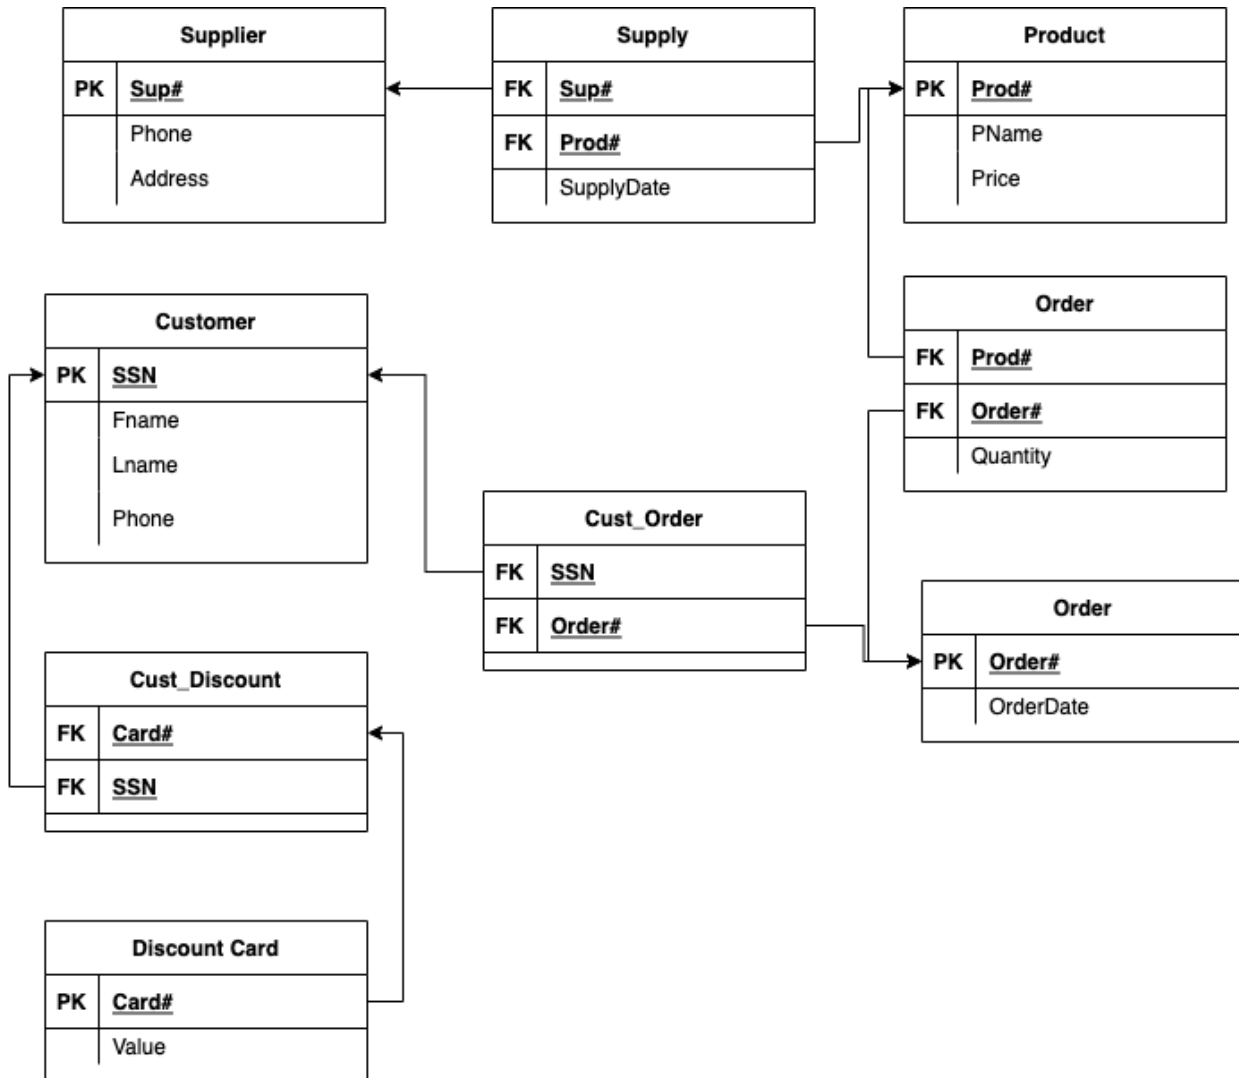 Supplier
PK Sup#
Phone
Address
Supply
FK Sup#
FK Prod#
SupplyDate
Product
PK Prod#
PName
Price
Customer
PK SSN
Fname
Lname
Phone
Order
FK Prod#
FK Order#
Quantity
Cust_Order
FK SSN
FK Order#
Order
PK Order#
OrderDate
Cust_Discount
FK Card#
FK SSN
Discount Card
PK Card#
Value